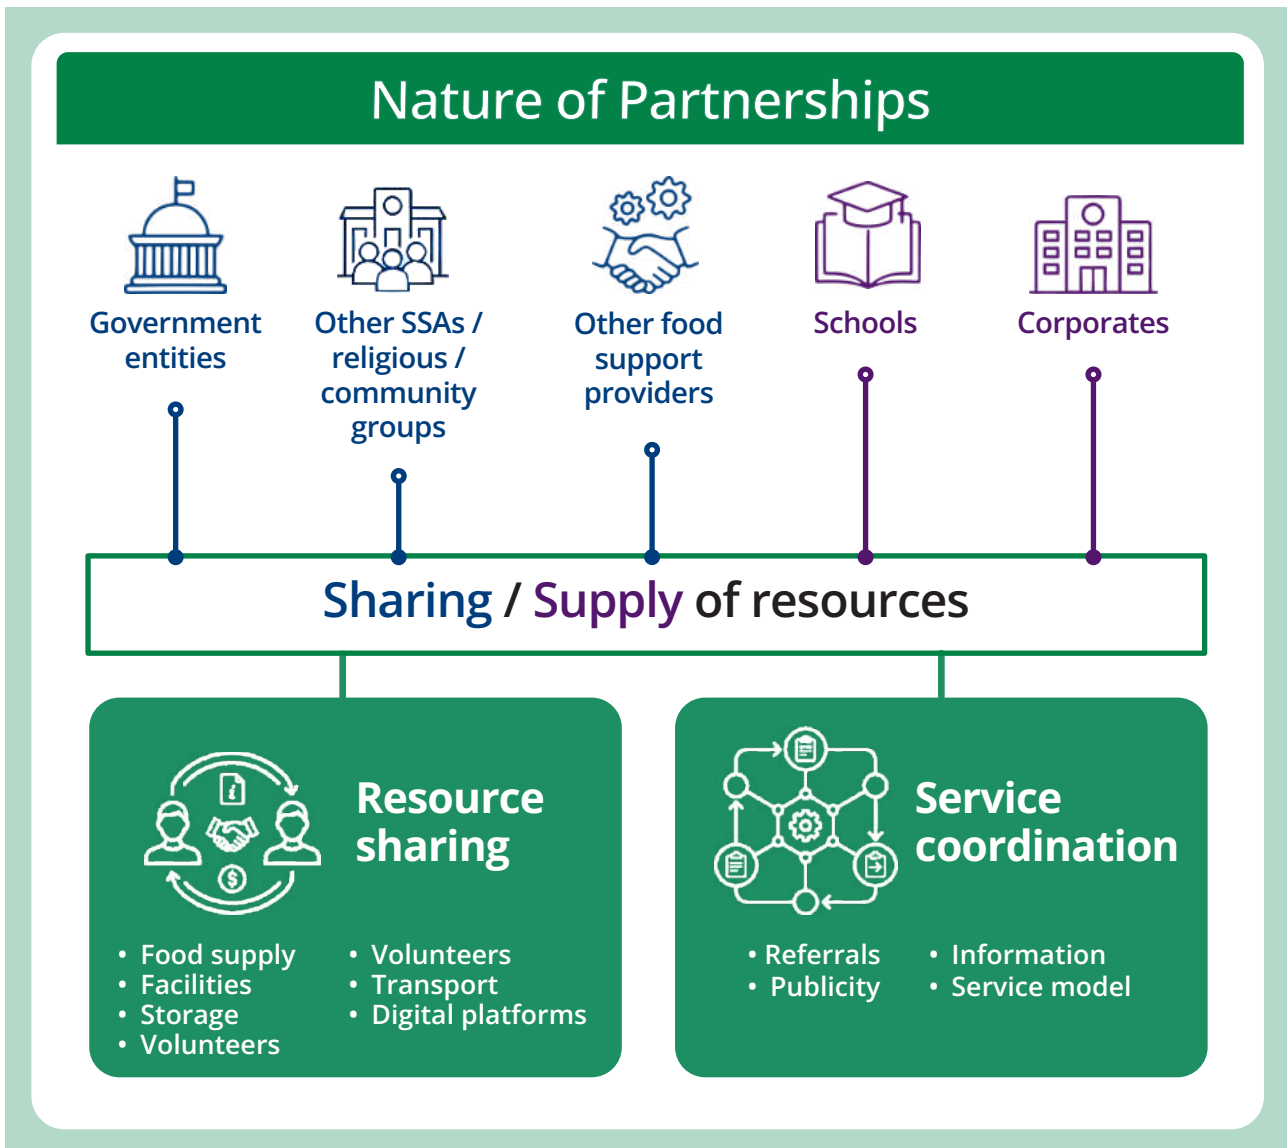 Nature of Partnerships
Government
entities
Other SSAs /
religious /
community
groups
Other food
support
providers
Schools
Corporates
Sharing / Supply of resources
Resource
sharing
• Food supply
• Facilities
• Storage
• Volunteers
• Volunteers
• Transport
• Digital platforms
Service
coordination
• Referrals
• Publicity
• Information
• Service model